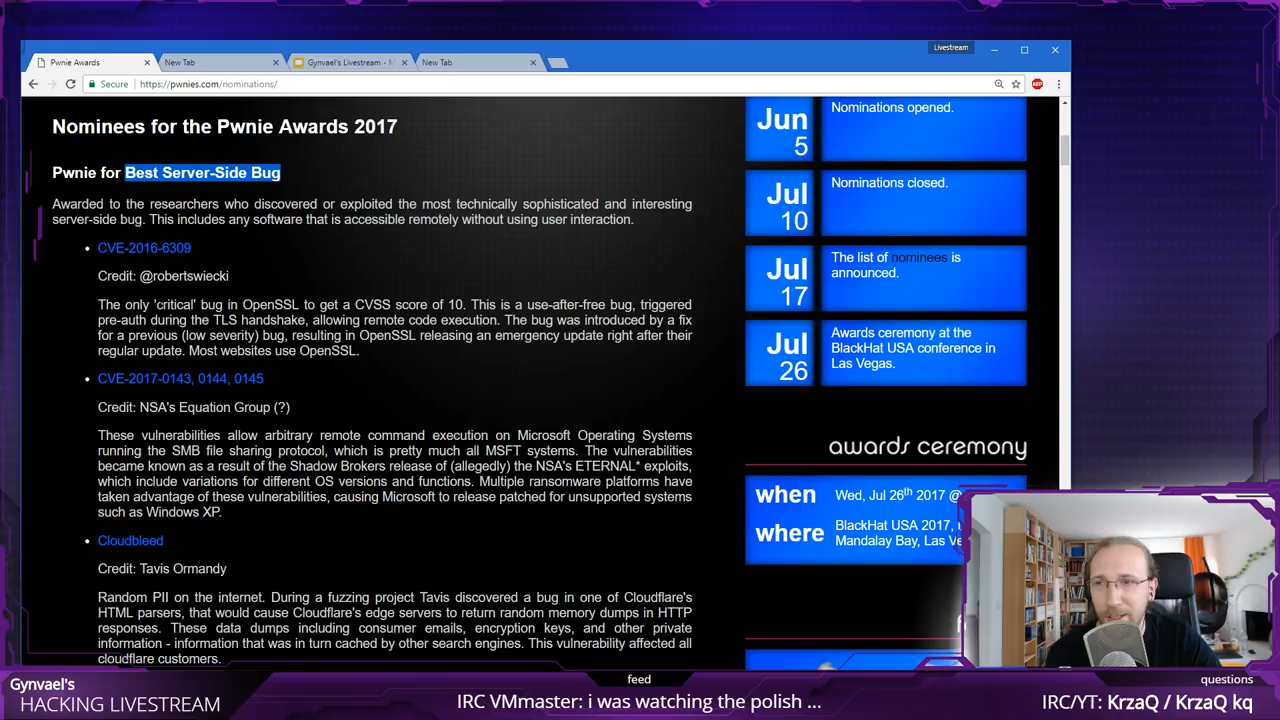 Livestream
Pwnie Awards
New Tab
Gynvael's Livestream - M
New Tab
Secure
https://pwnies.com/nominations/
ABP
Nominees for the Pwnie Awards 2017
Pwnie for Best Server-Side Bug
Awarded to the researchers who discovered or exploited the most technically sophisticated and interesting
server-side bug. This includes any software that is accessible remotely without using user interaction.
• CVE-2016-6309
Credit: @robertswiecki
The only 'critical' bug in OpenSSL to get a CVSS score of 10. This is a use-after-free bug, triggered
pre-auth during the TLS handshake, allowing remote code execution. The bug was introduced by a fix
for a previous (low severity) bug, resulting in OpenSSL releasing an emergency update right after their
regular update. Most websites use OpenSSL.
• CVE-2017-0143, 0144, 0145
Credit: NSA's Equation Group (?)
These vulnerabilities allow arbitrary remote command execution on Microsoft Operating Systems
running the SMB file sharing protocol, which is pretty much all MSFT systems. The vulnerabilities
became known as a result of the Shadow Brokers release of (allegedly) the NSA's ETERNAL* exploits,
which include variations for different OS versions and functions. Multiple ransomware platforms have
taken advantage of these vulnerabilities, causing Microsoft to release patched for unsupported systems
such as Windows XP.
• Cloudbleed
Credit: Tavis Ormandy
Random PII on the internet. During a fuzzing project Tavis discovered a bug in one of Cloudflare's
HTML parsers, that would cause Cloudflare's edge servers to return random memory dumps in HTTP
responses. These data dumps including consumer emails, encryption keys, and other private
information - information that was in turn cached by other search engines. This vulnerability affected all
cloudflare customers.
Jun
5
Nominations opened.
Jul
10
Nominations closed.
Jul
17
The list of nominees is
announced.
Jul
26
Awards ceremony at the
BlackHat USA conference in
Las Vegas.
awards ceremony
when
Wed, Jul 26th 2017 @
where
BlackHat USA 2017,
Mandalay Bay, Las Ve
Gynvael's
HACKING LIVESTREAM
feed
IRC VMmaster: i was watching the polish ...
questions
IRC/YT: KrzaQ / KrzaQ kq